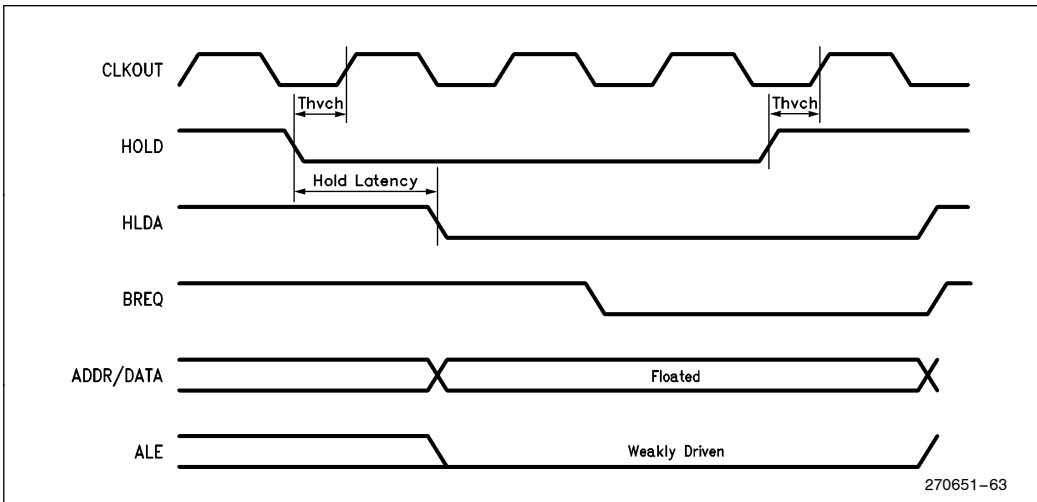 CLKOUT
Thvch
Thvch
HOLD
Hold Latency
HLDA
BREQ
ADDR/DATA
Floated
ALE
Weakly Driven
270651-63